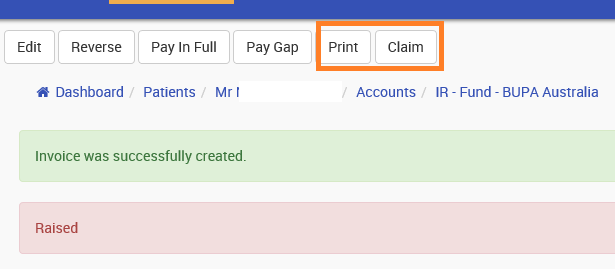 Edit Reverse Pay In Full Pay Gap Print Claim
Dashboard / Patients / Mr / Accounts / IR - Fund - BUPA Australia
Invoice was successfully created.
Raised